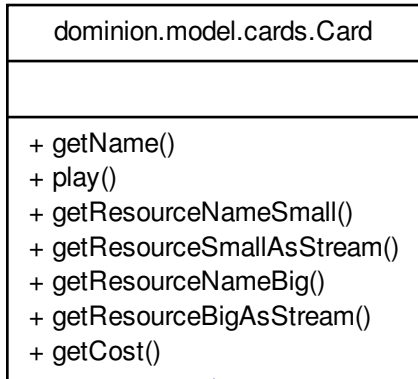 dominion.model.cards.Card
+ getName()
+ play()
+ getResourceNameSmall()
+ getResourceSmallAsStream()
+ getResourceNameBig()
+ getResourceBigAsStream()
+ getCost()